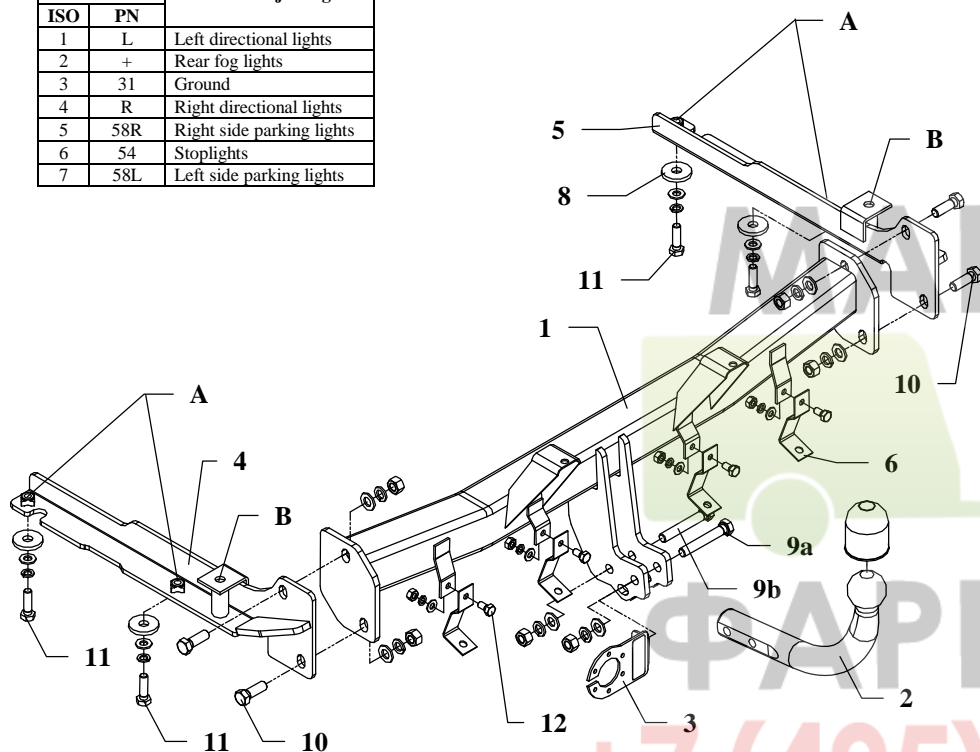 ISO PN
1 L Left directional lights
2 + Rear fog lights
3 31 Ground
4 R Right directional lights
5 58R Right side parking lights
6 54 Stoplights
7 58L Left side parking lights
A
5
B
8
11
1
10
A
4
B
6
9a
9b
11
2
12
3
11
10